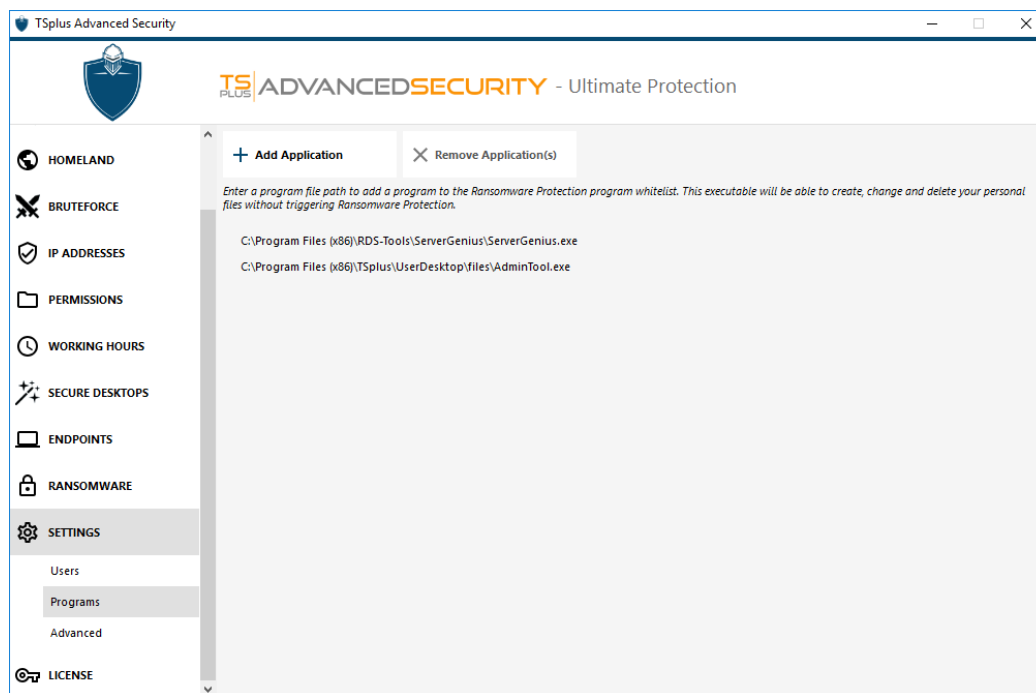 TSplus Advanced Security
TS PLUS ADVANCEDSECURITY - Ultimate Protection
HOMELAND
BRUTEFORCE
IP ADDRESSES
PERMISSIONS
WORKING HOURS
SECURE DESKTOPS
ENDPOINTS
RANSOMWARE
SETTINGS
Users
Programs
Advanced
LICENSE
Add Application
Remove Application(s)
Enter a program file path to add a program to the Ransomware Protection program whitelist. This executable will be able to create, change and delete your personal
files without triggering Ransomware Protection.
C:\Program Files (x86)\RDS-Tools\ServerGenius\ServerGenius.exe
C:\Program Files (x86)\TSplus\UserDesktop\files\AdminTool.exe